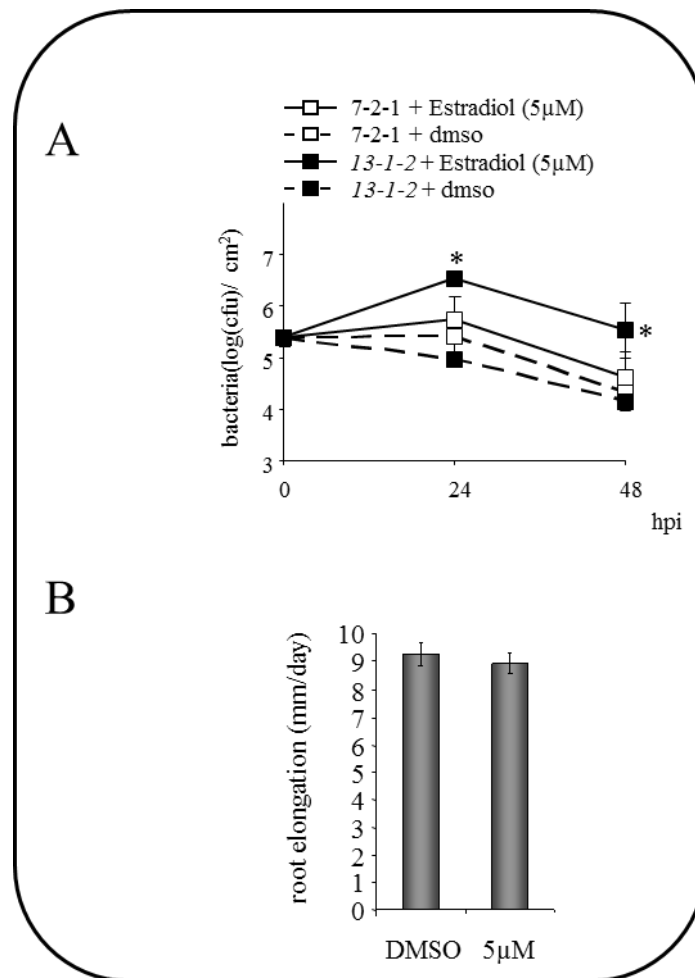 A
7-2-1 + Estradiol (5µM)
7-2-1 + dmso
13-1-2 + Estradiol (5µM)
13-1-2 + dmso
bacteria(log(cfu)/ cm²)
7
6
5
4
3
*
*
0 24 48
hpi
B
root elongation (mm/day)
10
9
8
7
6
5
4
3
2
1
0
DMSO 5µM